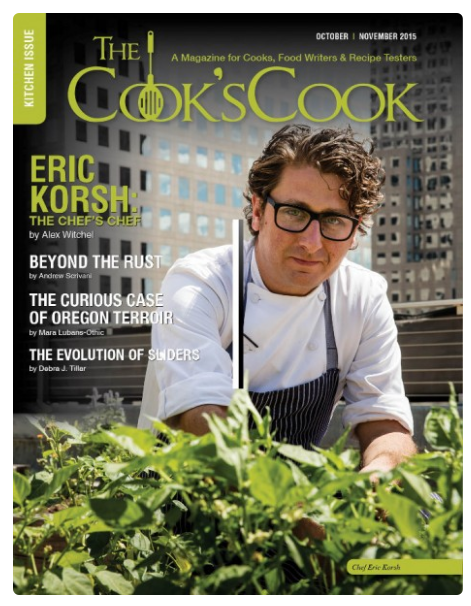 KITCHEN ISSUE
OCTOBER | NOVEMBER 2015
THE
A Magazine for Cooks, Food Writers & Recipe Testers
COOK'SCOOK
ERIC
KORSH:
THE CHEF'S CHEF
by Alex Witchel
BEYOND THE RUST
by Andrew Scrivani
THE CURIOUS CASE
OF OREGON TERROIR
by Mara Lubans-Othic
THE EVOLUTION OF SLIDERS
by Debra J. Tillar
Chef Eric Korsh